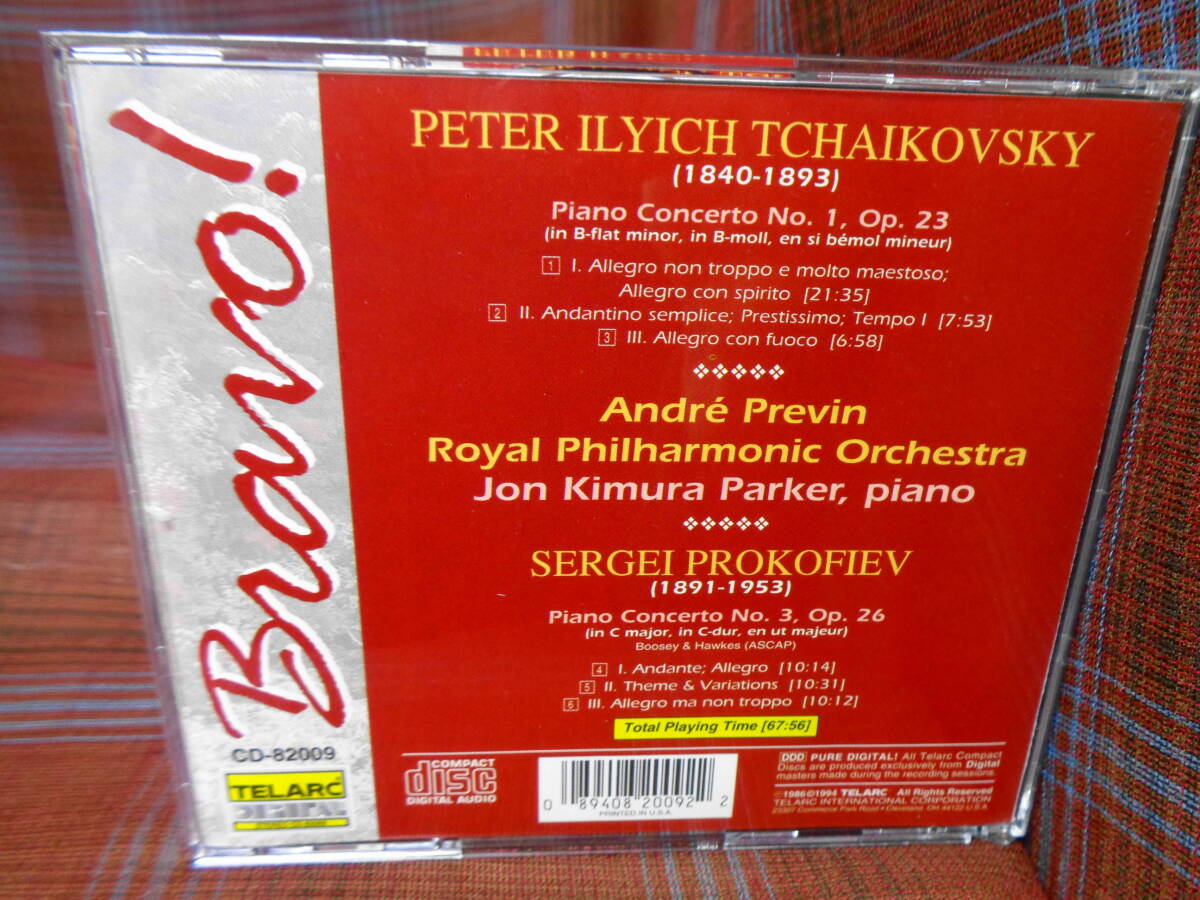 Bravo!
CD-82009
TELARC
DIGITAL
PETER ILYICH TCHAIKOVSKY
(1840-1893)
Piano Concerto No. 1, Op. 23
(in B-flat minor, in B-moll, en si bémol mineur)
1 I. Allegro non troppo e molto maestoso;
Allegro con spirito [21:35]
2 II. Andantino semplice; Prestissimo; Tempo I [7:53]
3 III. Allegro con fuoco [6:58]
❖❖❖❖❖
André Previn
Royal Philharmonic Orchestra
Jon Kimura Parker, piano
❖❖❖❖❖
SERGEI PROKOFIEV
(1891-1953)
Piano Concerto No. 3, Op. 26
(in C major, in C-dur, en ut majeur)
Boosey & Hawkes (ASCAP)
4 I. Andante; Allegro [10:14]
5 II. Theme & Variations [10:31]
6 III. Allegro ma non troppo [10:12]
Total Playing Time [67:56]
COMPACT
disc
DIGITAL AUDIO
0 89408 20092 2
PRINTED IN U.S.A.
DDD PURE DIGITAL! All Telarc Compact
Discs are produced exclusively from Digital
masters made during the recording sessions.
℗1986©1994 TELARC All Rights Reserved
TELARC INTERNATIONAL CORPORATION
23307 Commerce Park Road • Cleveland, OH 44122 U.S.A.